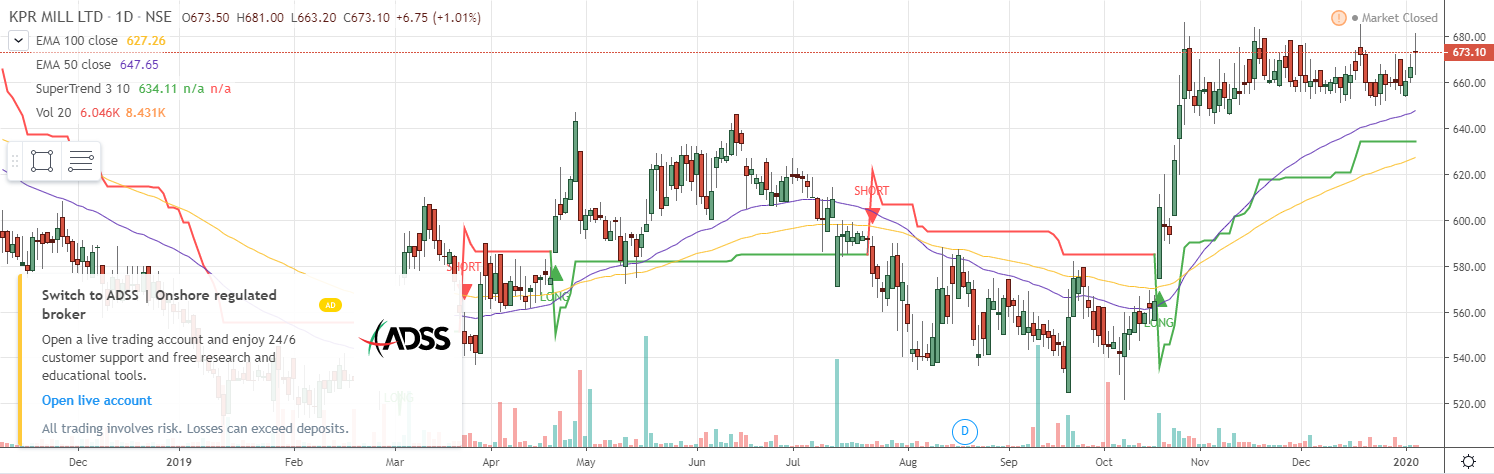 KPR MILL LTD · 1D · NSE O673.50 H681.00 L663.20 C673.10 +6.75 (+1.01%)
! Market Closed
EMA 100 close 627.26
EMA 50 close 647.65
SuperTrend 3 10 634.11 n/a n/a
Vol 20 6.046K 8.431K
680.00
673.10
660.00
640.00
620.00
600.00
580.00
560.00
540.00
520.00
SHORT
SHORT
LONG
LONG
LONG
Switch to ADSS | Onshore regulated
broker
AD
Open a live trading account and enjoy 24/6
customer support and free research and
educational tools.
Open live account
All trading involves risk. Losses can exceed deposits.
ADSS
D
Dec 2019 Feb Mar Apr May Jun Jul Aug Sep Oct Nov Dec 2020